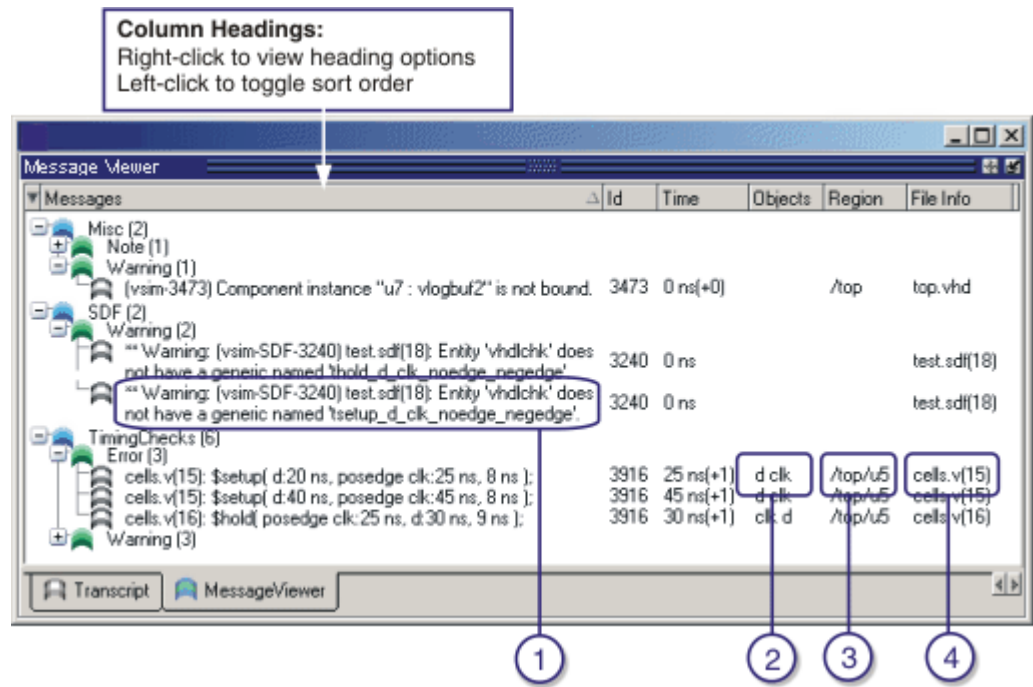 Column Headings:
Right-click to view heading options
Left-click to toggle sort order
Message Viewer
Messages Id Time Objects Region File Info
Misc (2)
Note (1)
Warning (1)
(vsim-3473) Component instance "u7 : vlogbuf2" is not bound. 3473 0 ns(+0) /top top.vhd
SDF (2)
Warning (2)
** Warning: (vsim-SDF-3240) test.sdf(18): Entity 'vhdlchk' does
not have a generic named 'thold_d_clk_noedge_negedge'. 3240 0 ns test.sdf(18)
** Warning: (vsim-SDF-3240) test.sdf(18): Entity 'vhdlchk' does
not have a generic named 'tsetup_d_clk_noedge_negedge'. 3240 0 ns test.sdf(18)
TimingChecks (6)
Error (3)
cells.v(15): $setup( d:20 ns, posedge clk:25 ns, 8 ns ); 3916 25 ns(+1) d clk /top/u5 cells.v(15)
cells.v(15): $setup( d:40 ns, posedge clk:45 ns, 8 ns ); 3916 45 ns(+1) d clk /top/u5 cells.v(15)
cells.v(16): $hold( posedge clk:25 ns, d:30 ns, 9 ns ); 3916 30 ns(+1) clk d /top/u5 cells.v(16)
Warning (3)
Transcript MessageViewer
1 2 3 4